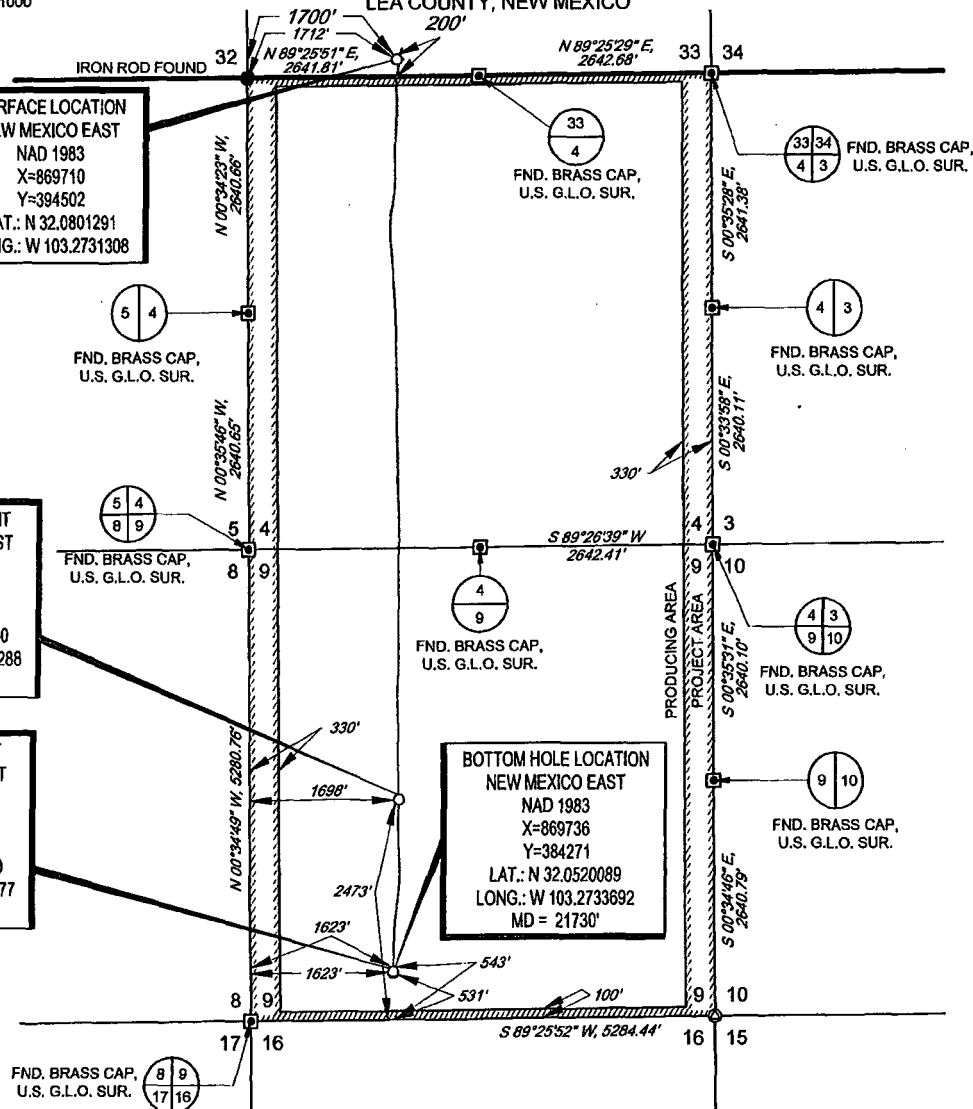 1000
LEA COUNTY, NEW MEXICO
1700'
200'
1712'
32
N 89°25'51" E,
2641.81'
N 89°25'29" E,
2642.68'
33 34
IRON ROD FOUND
RFACE LOCATION
W MEXICO EAST
NAD 1983
X=869710
Y=394502
AT.: N 32.0801291
NG.: W 103.2731308
33
4
FND. BRASS CAP,
U.S. G.L.O. SUR.
33 34
4 3
FND. BRASS CAP,
U.S. G.L.O. SUR.
N 00°34'23" W,
2640.66'
S 00°35'28" E,
2641.38'
5 4
FND. BRASS CAP,
U.S. G.L.O. SUR.
4 3
FND. BRASS CAP,
U.S. G.L.O. SUR.
N 00°35'46" W,
2640.65'
S 00°33'58" E,
2640.11'
330'
5 4
8 9
FND. BRASS CAP,
U.S. G.L.O. SUR.
5 4
8 9
S 89°26'39" W
2642.41'
4 3
9 10
4
9
FND. BRASS CAP,
U.S. G.L.O. SUR.
4 3
9 10
FND. BRASS CAP,
U.S. G.L.O. SUR.
IT
ST
0
288
PRODUCING AREA
PROJECT AREA
S 00°35'31" E,
2640.10'
N 00°34'49" W, 5280.76'
330'
1698'
T
77
BOTTOM HOLE LOCATION
NEW MEXICO EAST
NAD 1983
X=869736
Y=384271
LAT.: N 32.0520089
LONG.: W 103.2733692
MD = 21730'
9 10
FND. BRASS CAP,
U.S. G.L.O. SUR.
S 00°34'46" E,
2640.79'
2473'
1623'
1623'
543'
531'
100'
8 9
17 16
S 89°25'52" W, 5284.44'
9 10
16 15
FND. BRASS CAP,
U.S. G.L.O. SUR.
8 9
17 16